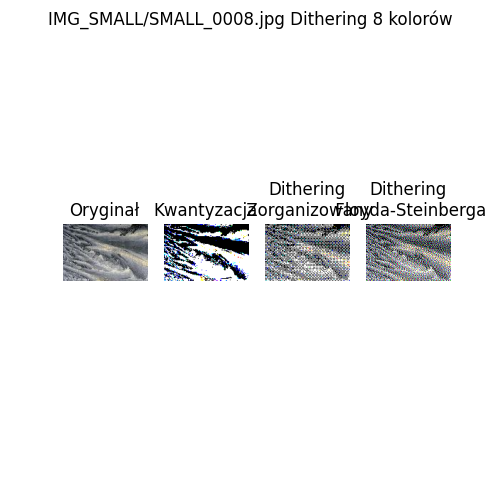 IMG_SMALL/SMALL_0008.jpg Dithering 8 kolorów
Oryginał
Kwantyzacja
Dithering
Zorganizowany
Dithering
Floyda-Steinberga